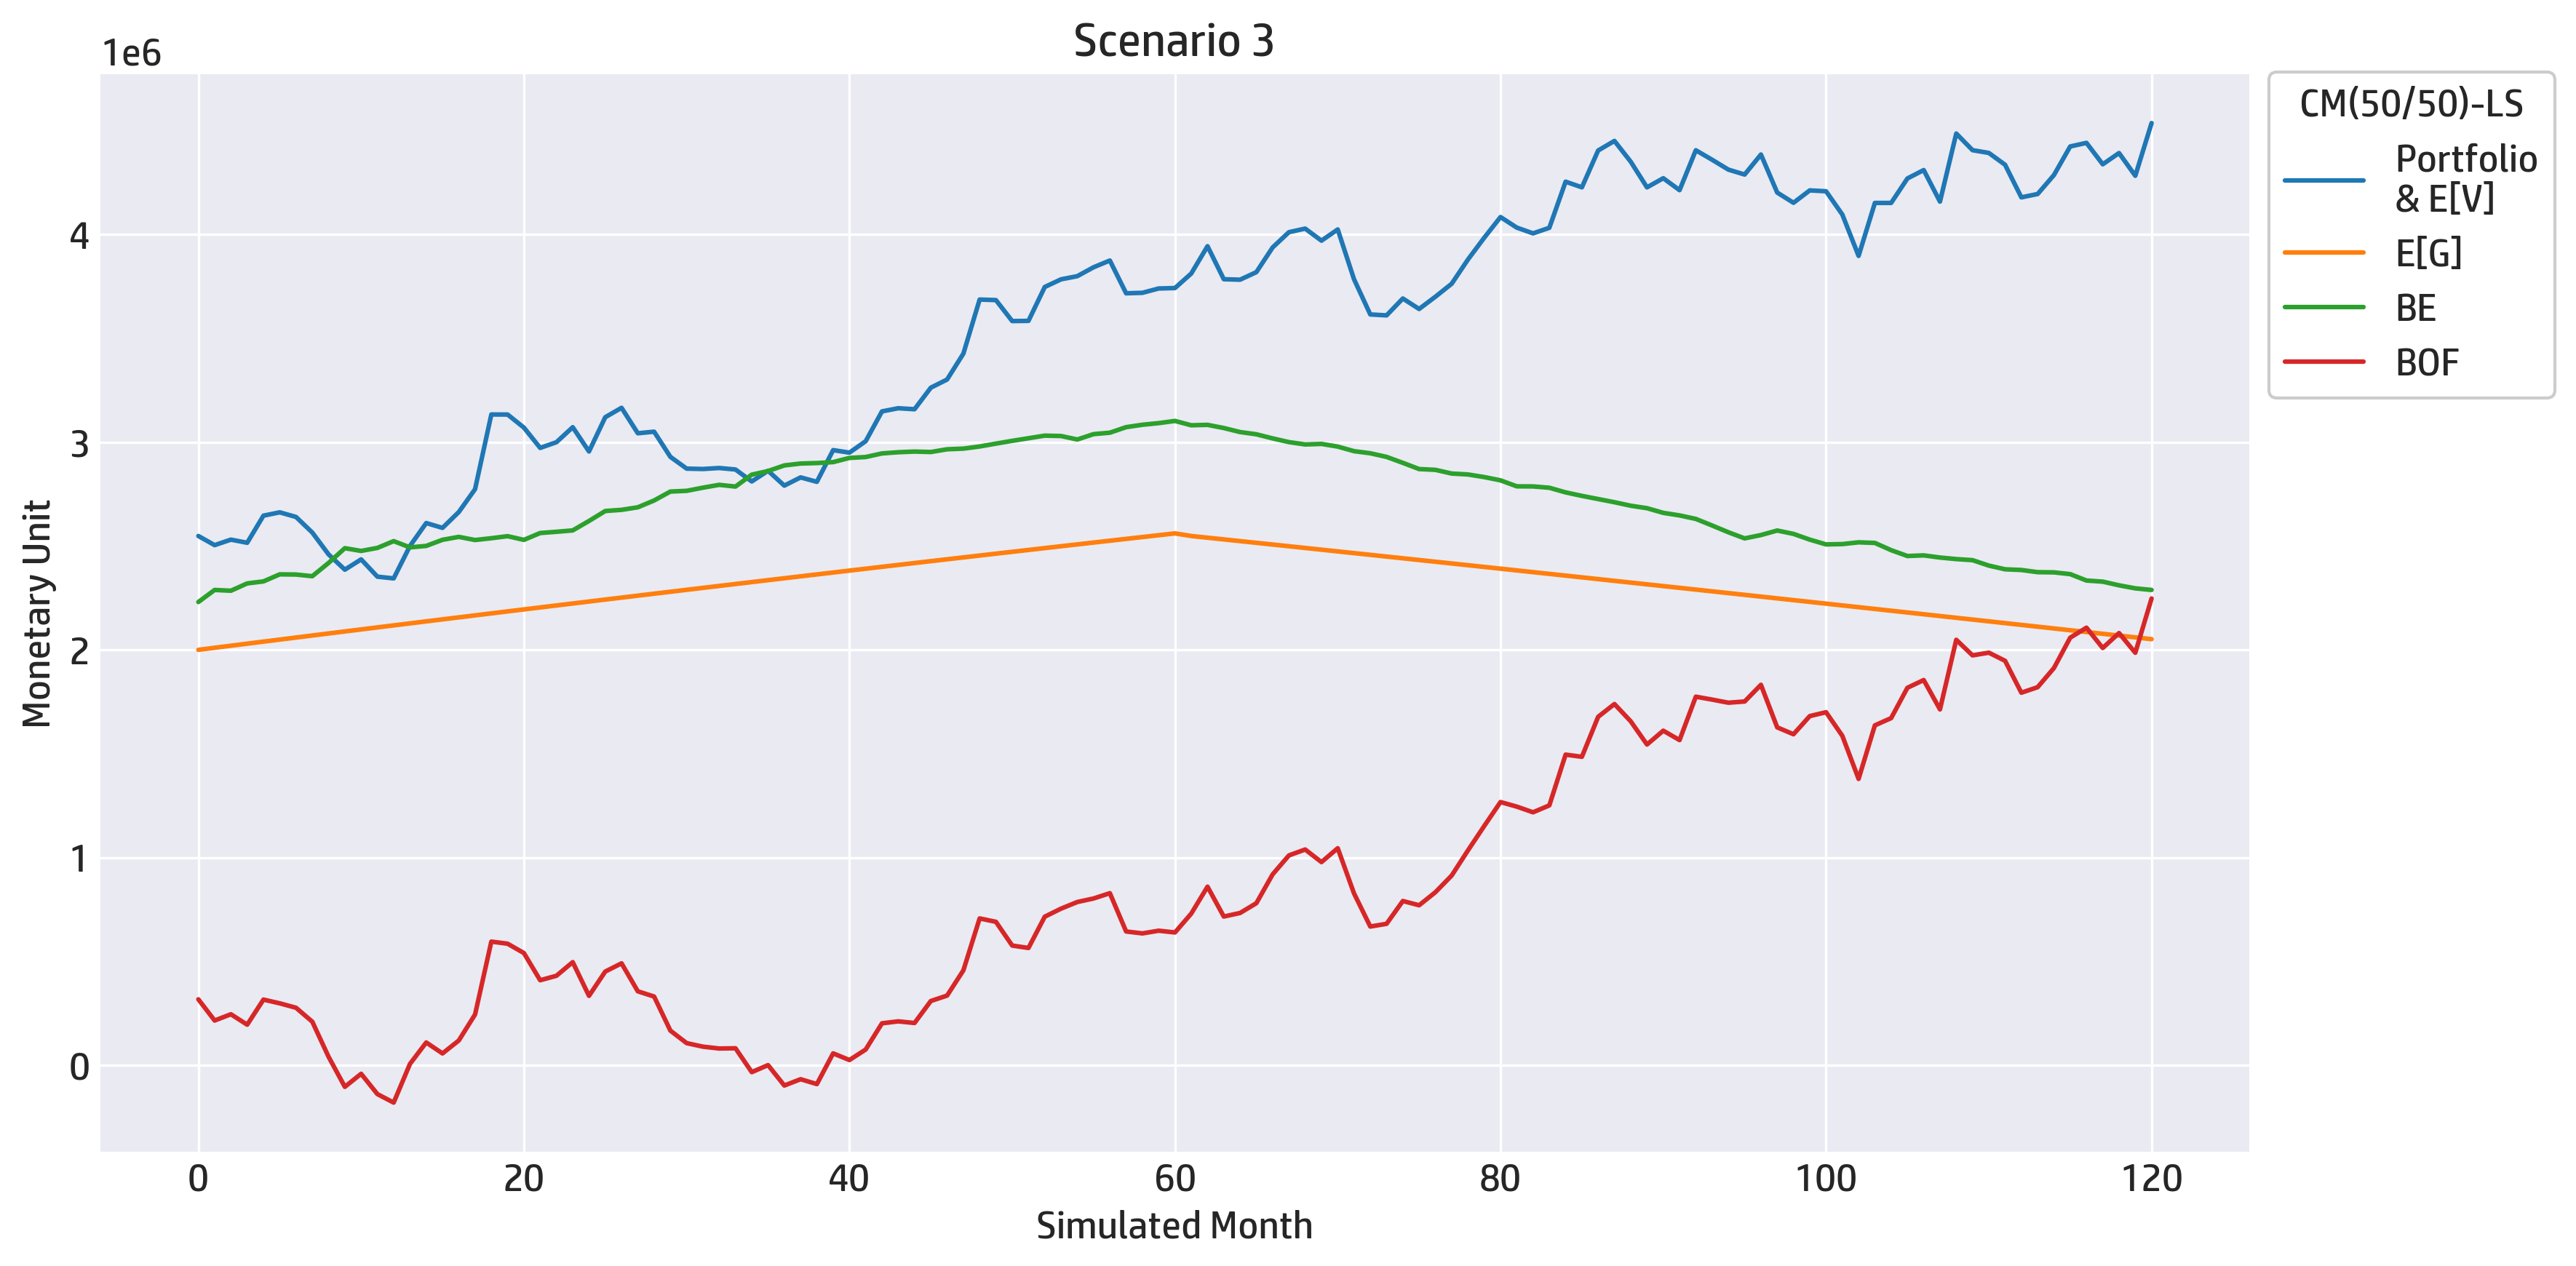 Scenario 3
1e6
CM(50/50)-LS
Portfolio
& E[V]
E[G]
BE
BOF
4
3
2
1
0
Monetary Unit
0 20 40 60 80 100 120
Simulated Month